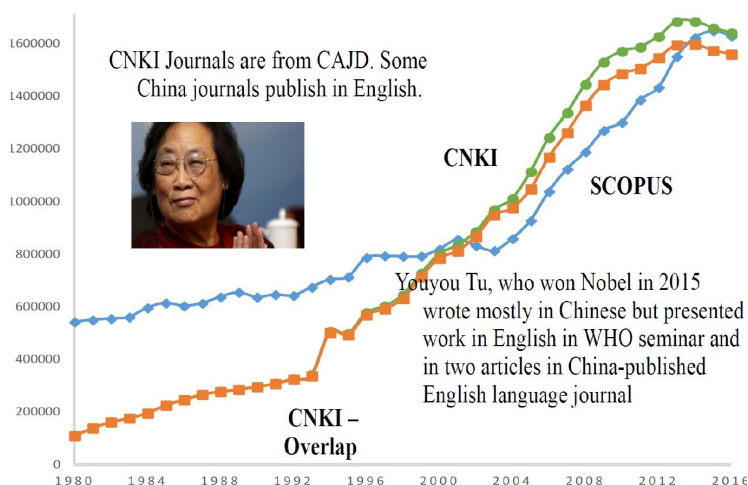 1600000
1400000
1200000
1000000
800000
600000
400000
200000
0
CNKI Journals are from CAJD. Some
China journals publish in English.
CNKI
SCOPUS
Youyou Tu, who won Nobel in 2015
wrote mostly in Chinese but presented
work in English in WHO seminar and
in two articles in China-published
English language journal
CNKI –
Overlap
1980 1984 1988 1992 1996 2000 2004 2008 2012 2016